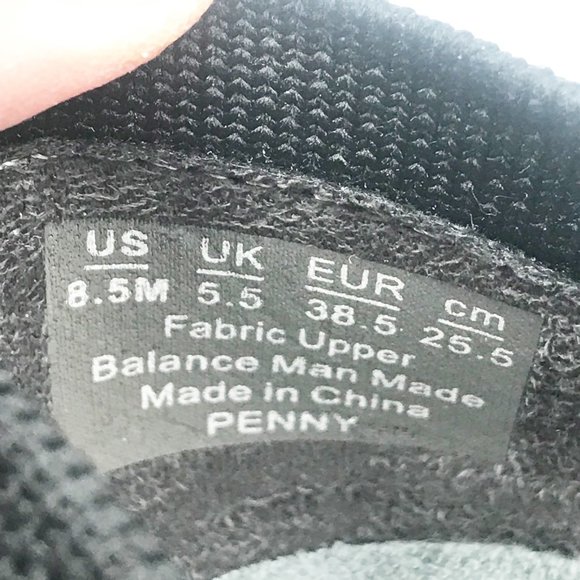 US UK EUR cm
8.5M 5.5 38.5 25.5
Fabric Upper
Balance Man Made
Made in China
PENNY